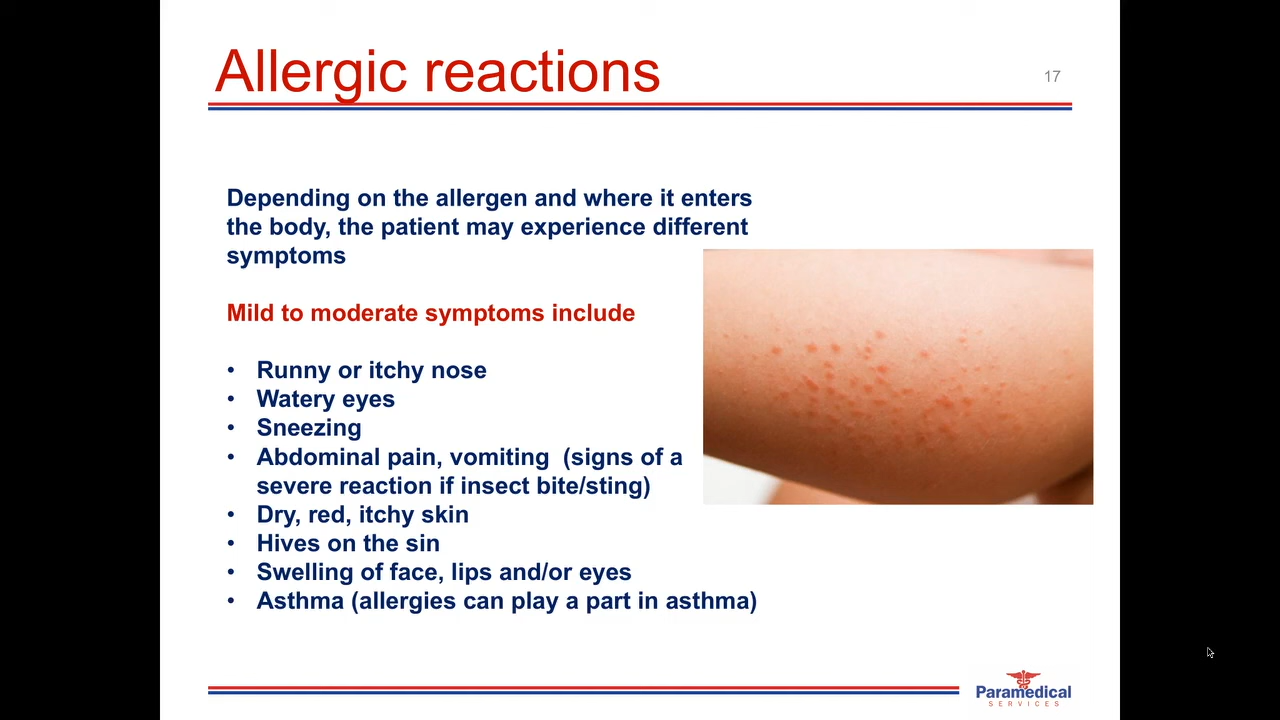 Allergic reactions
17
Depending on the allergen and where it enters
the body, the patient may experience different
symptoms
Mild to moderate symptoms include
• Runny or itchy nose
• Watery eyes
• Sneezing
• Abdominal pain, vomiting (signs of a
severe reaction if insect bite/sting)
• Dry, red, itchy skin
• Hives on the sin
• Swelling of face, lips and/or eyes
• Asthma (allergies can play a part in asthma)
Paramedical
SERVICES